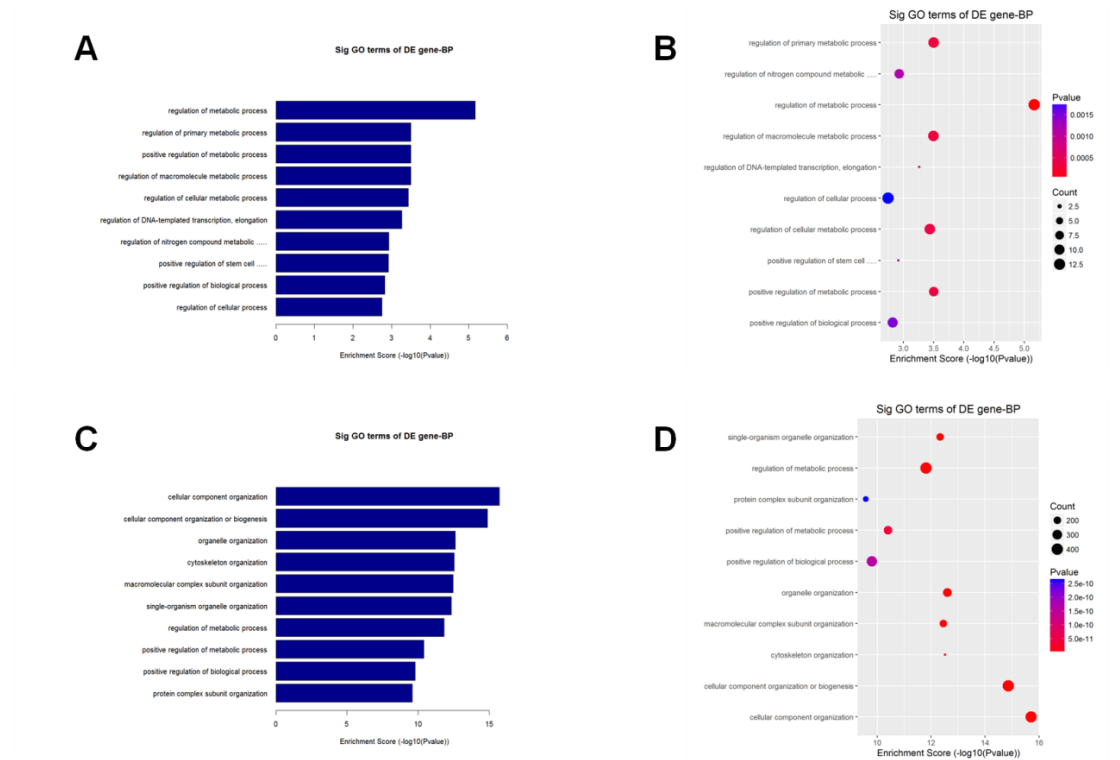 A
Sig GO terms of DE gene-BP
regulation of metabolic process
regulation of primary metabolic process
positive regulation of metabolic process
regulation of macromolecule metabolic process
regulation of cellular metabolic process
regulation of DNA-templated transcription, elongation
regulation of nitrogen compound metabolic .....
positive regulation of stem cell .....
positive regulation of biological process
regulation of cellular process
0 1 2 3 4 5 6
Enrichment Score (-log10(Pvalue))
B
Sig GO terms of DE gene-BP
regulation of primary metabolic process
regulation of nitrogen compound metabolic .....
regulation of metabolic process
regulation of macromolecule metabolic process
regulation of DNA-templated transcription, elongation
regulation of cellular process
regulation of cellular metabolic process
positive regulation of stem cell .....
positive regulation of metabolic process
positive regulation of biological process
3.0 3.5 4.0 4.5 5.0
Enrichment Score (-log10(Pvalue))
Pvalue
0.0015
0.0010
0.0005
Count
2.5
5.0
7.5
10.0
12.5
C
Sig GO terms of DE gene-BP
cellular component organization
cellular component organization or biogenesis
organelle organization
cytoskeleton organization
macromolecular complex subunit organization
single-organism organelle organization
regulation of metabolic process
positive regulation of metabolic process
positive regulation of biological process
protein complex subunit organization
0 5 10 15
Enrichment Score (-log10(Pvalue))
D
Sig GO terms of DE gene-BP
single-organism organelle organization
regulation of metabolic process
protein complex subunit organization
positive regulation of metabolic process
positive regulation of biological process
organelle organization
macromolecular complex subunit organization
cytoskeleton organization
cellular component organization or biogenesis
cellular component organization
10 12 14 16
Enrichment Score (-log10(Pvalue))
Count
200
300
400
Pvalue
2.5e-10
2.0e-10
1.5e-10
1.0e-10
5.0e-11